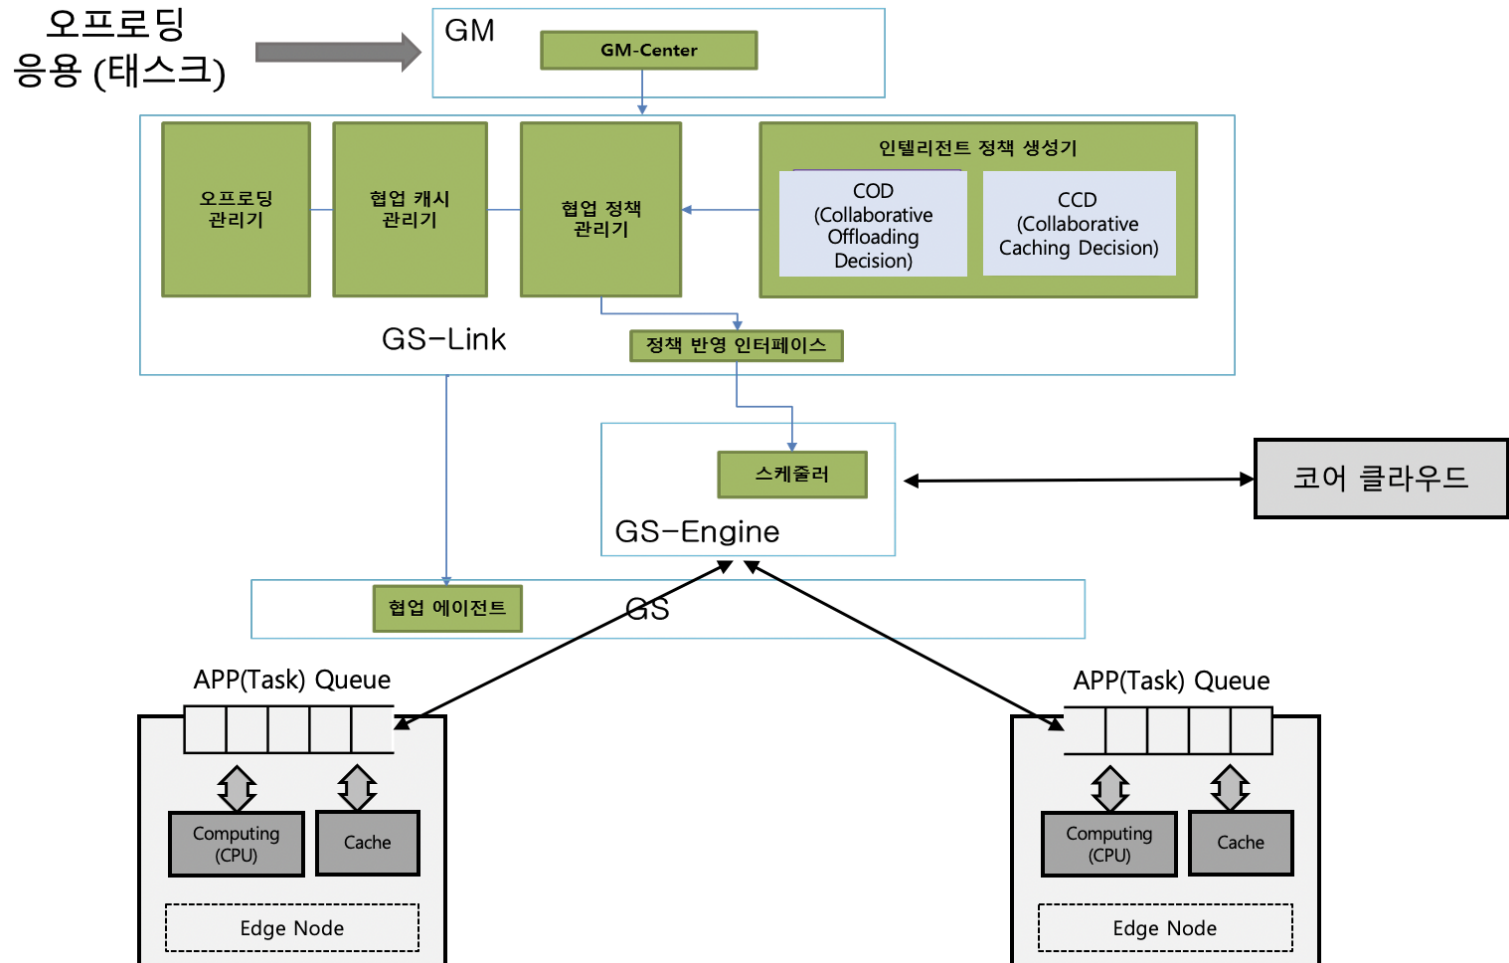 오프로딩
응용 (태스크)
GM
GM-Center
오프로딩
관리기
협업 캐시
관리기
협업 정책
관리기
인텔리전트 정책 생성기
COD
(Collaborative
Offloading
Decision)
CCD
(Collaborative
Caching Decision)
GS-Link
정책 반영 인터페이스
스케줄러
GS-Engine
코어 클라우드
협업 에이전트
GS
APP(Task) Queue
Computing
(CPU)
Cache
Edge Node
APP(Task) Queue
Computing
(CPU)
Cache
Edge Node